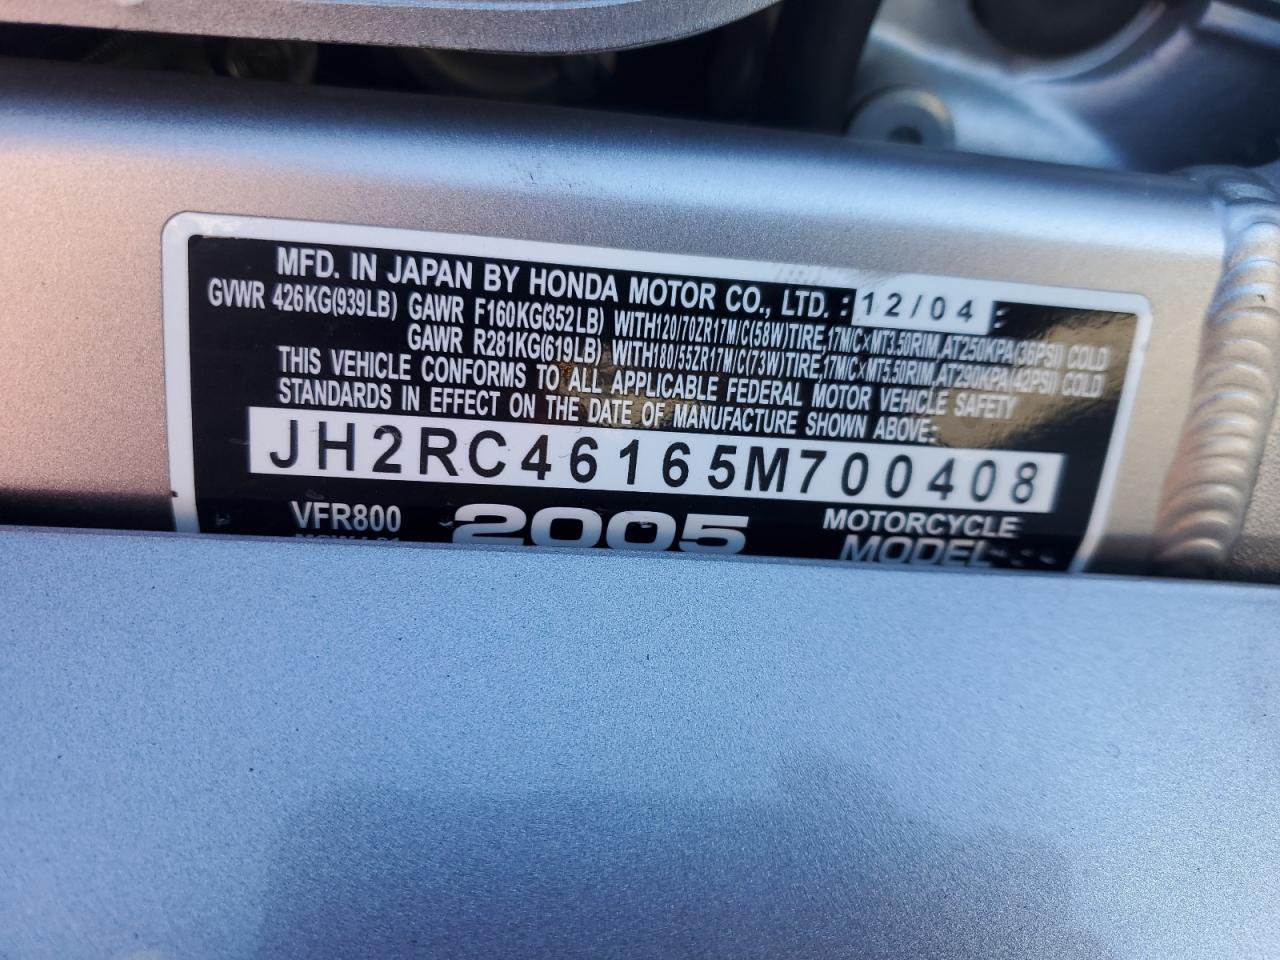 MFD. IN JAPAN BY HONDA MOTOR CO., LTD. : 12/04
GVWR 426KG(939LB) GAWR F160KG(352LB) WITH120/70ZR17M/C(58W)TIRE,17M/C×MT3.50RIM,AT250KPA(36PSI) COLD
GAWR R281KG(619LB) WITH180/55ZR17M/C(73W)TIRE,17M/C×MT5.50RIM,AT290KPA(42PSI) COLD
THIS VEHICLE CONFORMS TO ALL APPLICABLE FEDERAL MOTOR VEHICLE SAFETY
STANDARDS IN EFFECT ON THE DATE OF MANUFACTURE SHOWN ABOVE:
JH2RC46165M700408
VFR800 2005 MOTORCYCLE
MODEL